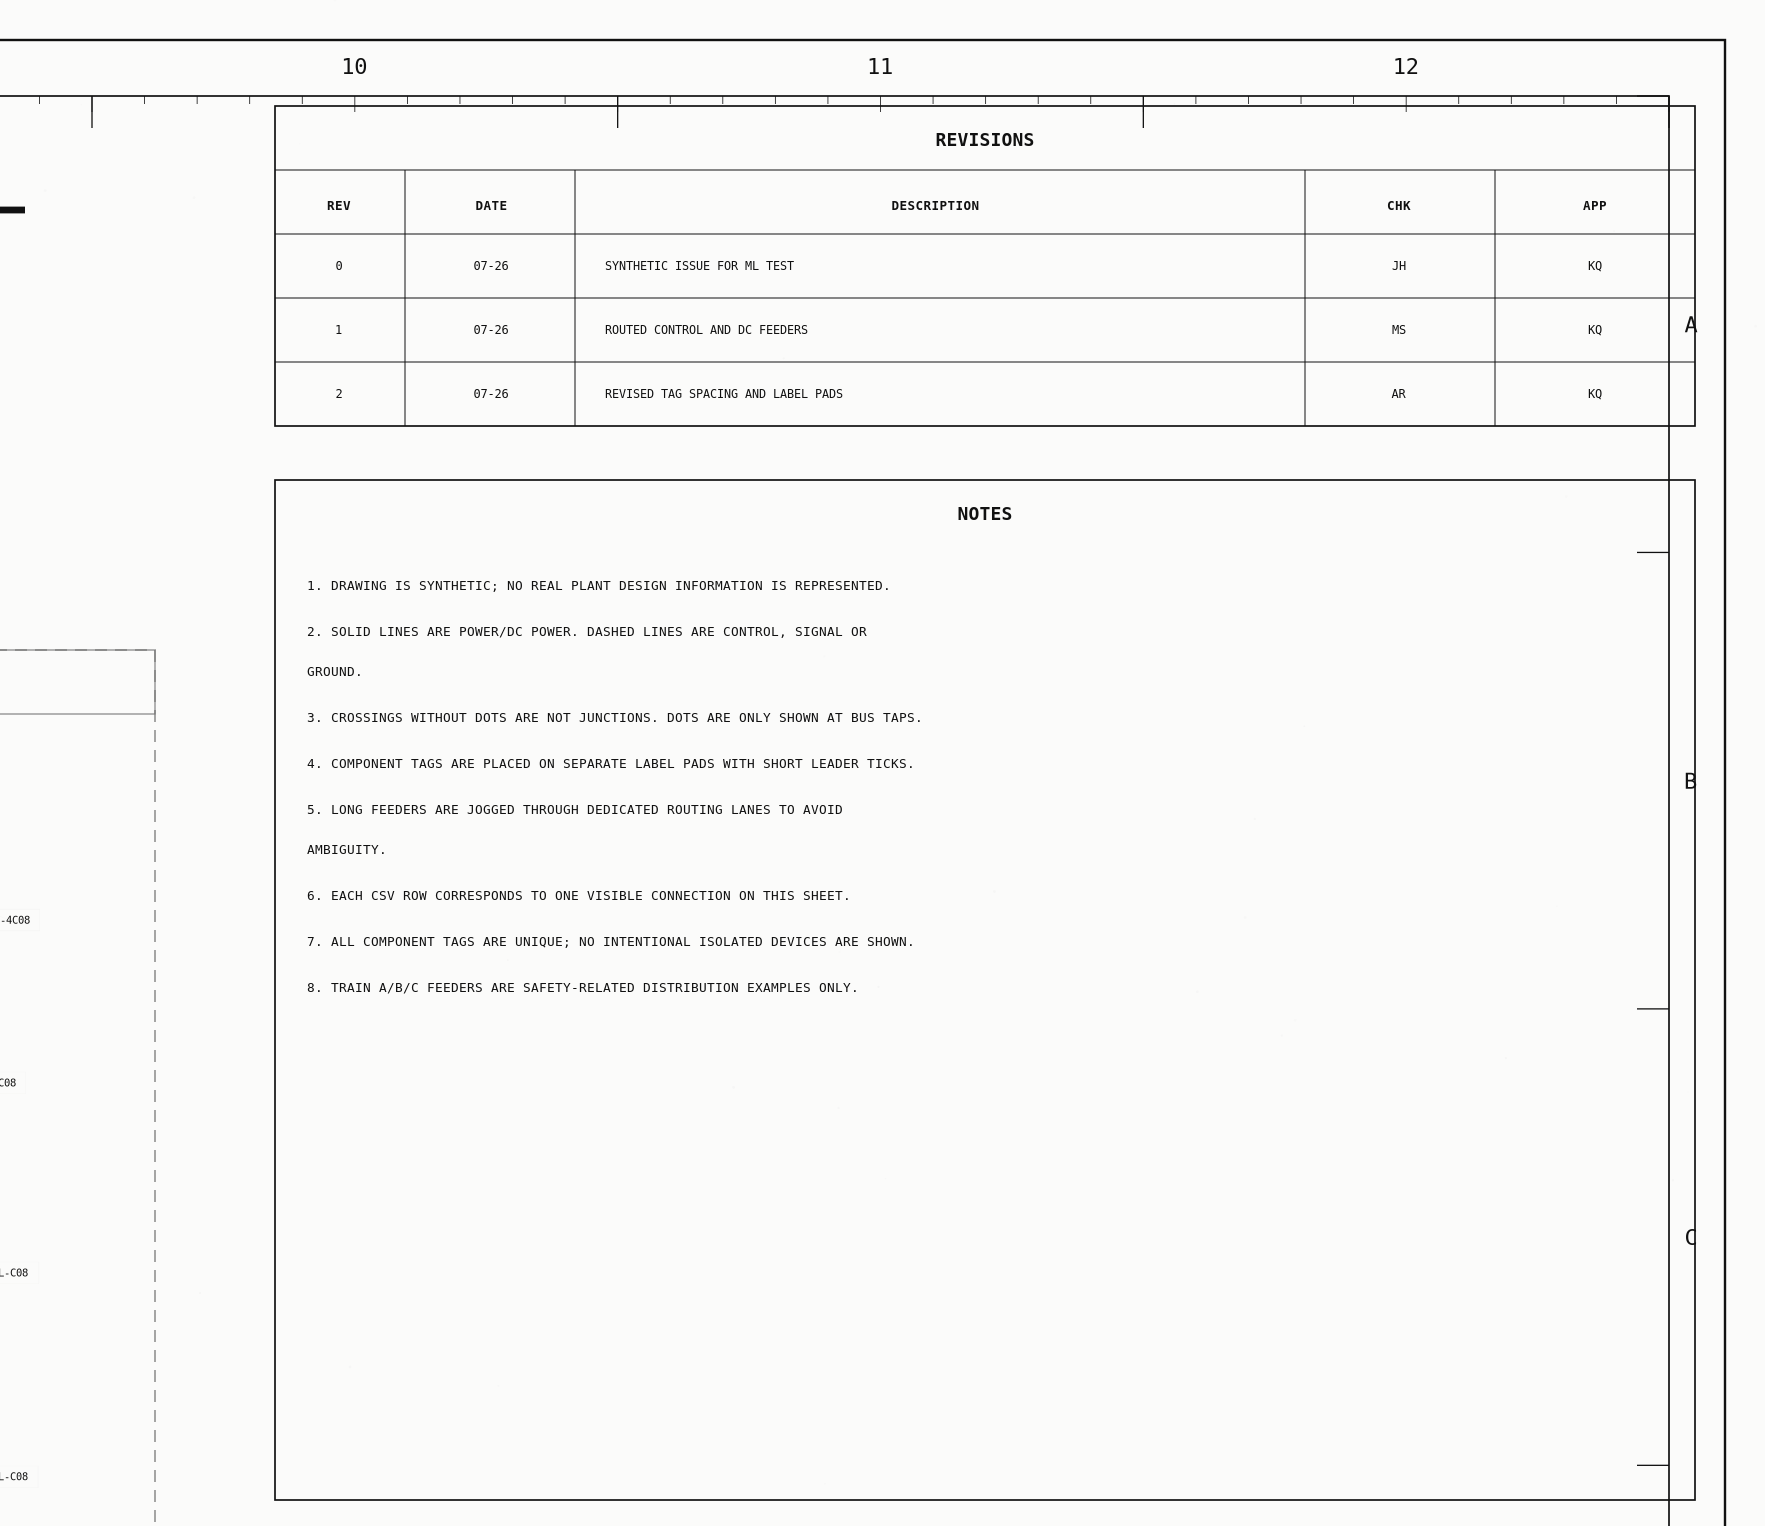 10 11 12
REVISIONS
REV DATE DESCRIPTION CHK APP
0 07-26 SYNTHETIC ISSUE FOR ML TEST JH KQ
1 07-26 ROUTED CONTROL AND DC FEEDERS MS KQ
A
2 07-26 REVISED TAG SPACING AND LABEL PADS AR KQ
NOTES
1. DRAWING IS SYNTHETIC; NO REAL PLANT DESIGN INFORMATION IS REPRESENTED.
2. SOLID LINES ARE POWER/DC POWER. DASHED LINES ARE CONTROL, SIGNAL OR
GROUND.
3. CROSSINGS WITHOUT DOTS ARE NOT JUNCTIONS. DOTS ARE ONLY SHOWN AT BUS TAPS.
4. COMPONENT TAGS ARE PLACED ON SEPARATE LABEL PADS WITH SHORT LEADER TICKS.
B
5. LONG FEEDERS ARE JOGGED THROUGH DEDICATED ROUTING LANES TO AVOID
AMBIGUITY.
6. EACH CSV ROW CORRESPONDS TO ONE VISIBLE CONNECTION ON THIS SHEET.
-4C08
7. ALL COMPONENT TAGS ARE UNIQUE; NO INTENTIONAL ISOLATED DEVICES ARE SHOWN.
8. TRAIN A/B/C FEEDERS ARE SAFETY-RELATED DISTRIBUTION EXAMPLES ONLY.
C08
C
L-C08
L-C08